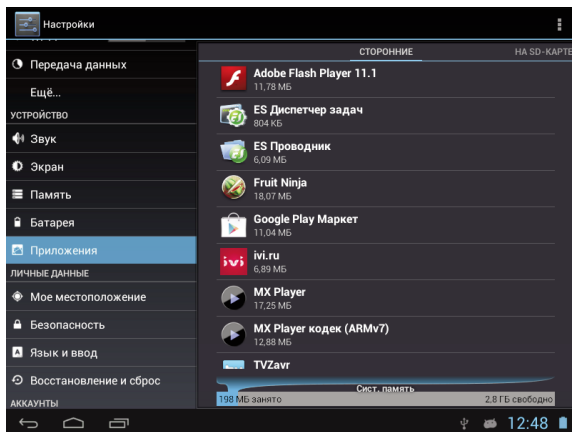 Настройки
Передача данных
Ещё...
УСТРОЙСТВО
Звук
Экран
Память
Батарея
Приложения
ЛИЧНЫЕ ДАННЫЕ
Мое местоположение
Безопасность
Язык и ввод
Восстановление и сброс
АККАУНТЫ
СТОРОННИЕ
НА SD-КАРТЕ
Adobe Flash Player 11.1
11,78 МБ
ES Диспетчер задач
804 КБ
ES Проводник
6,09 МБ
Fruit Ninja
18,07 МБ
Google Play Маркет
11,04 МБ
ivi
ivi.ru
6,89 МБ
MX Player
17,25 МБ
MX Player кодек (ARMv7)
12,88 МБ
TVZavr
Сист. память
198 МБ занято
2,8 ГБ свободно
12:48